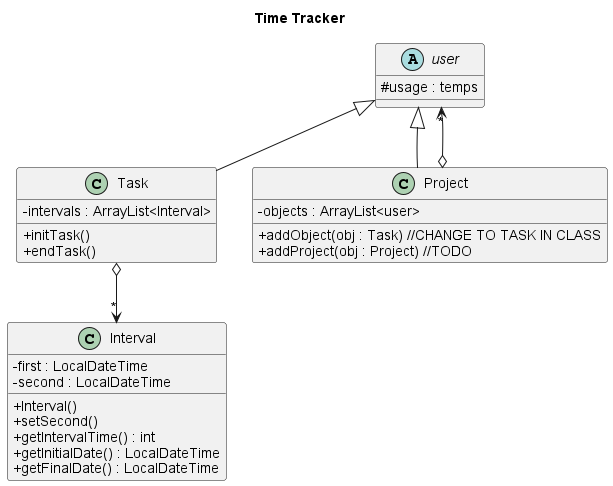 Time Tracker
A user
#usage : temps
C Task
-intervals : ArrayList<Interval>
+initTask()
+endTask()
C Project
-objects : ArrayList<user>
+addObject(obj : Task) //CHANGE TO TASK IN CLASS
+addProject(obj : Project) //TODO
*
*
C Interval
-first : LocalDateTime
-second : LocalDateTime
+Interval()
+setSecond()
+getIntervalTime() : int
+getInitialDate() : LocalDateTime
+getFinalDate() : LocalDateTime